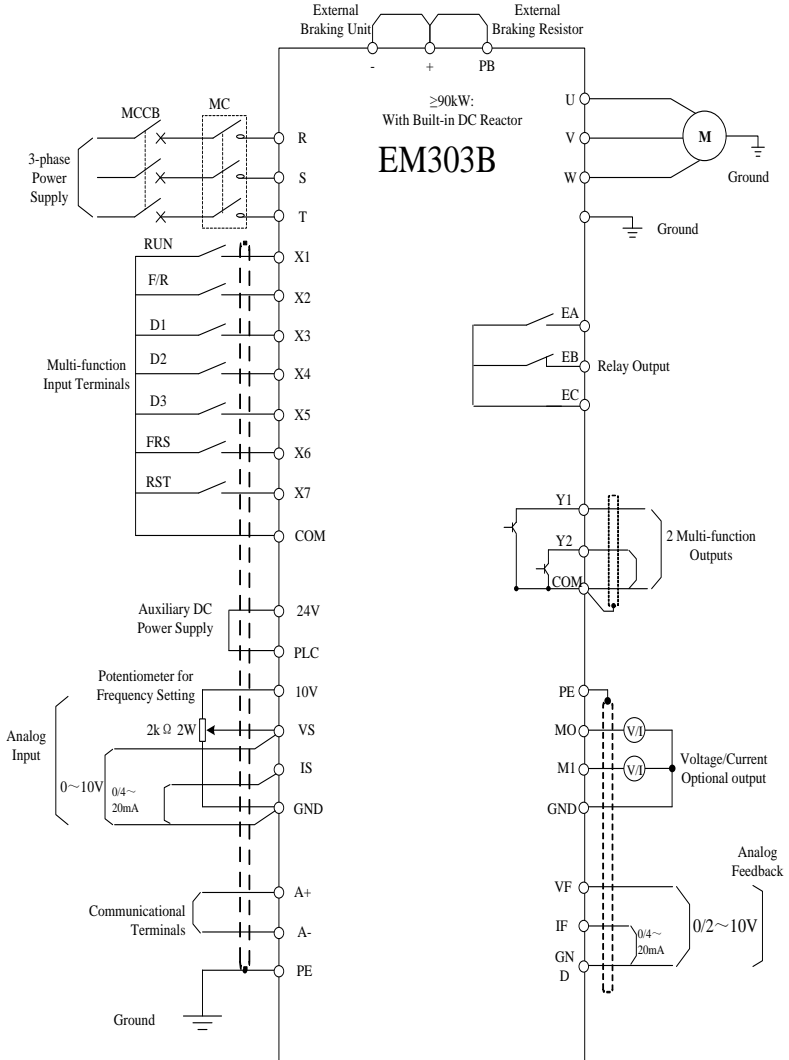 External
Braking Unit
External
Braking Resistor
-
+
PB
≥90kW:
With Built-in DC Reactor
EM303B
MCCB
MC
3-phase
Power
Supply
R
S
T
U
V
W
M
Ground
Ground
RUN
X1
F/R
X2
D1
X3
D2
X4
D3
X5
FRS
X6
RST
X7
COM
Multi-function
Input Terminals
EA
EB
EC
Relay Output
Y1
Y2
COM
2 Multi-function
Outputs
Auxiliary DC
Power Supply
24V
PLC
Potentiometer for
Frequency Setting
10V
2kΩ 2W
VS
IS
GND
Analog
Input
0～10V
0/4～
20mA
PE
MO
V/I
M1
V/I
GND
Voltage/Current
Optional output
Analog
Feedback
VF
IF
GN
D
0/4～
20mA
0/2～10V
Communicational
Terminals
A+
A-
PE
Ground